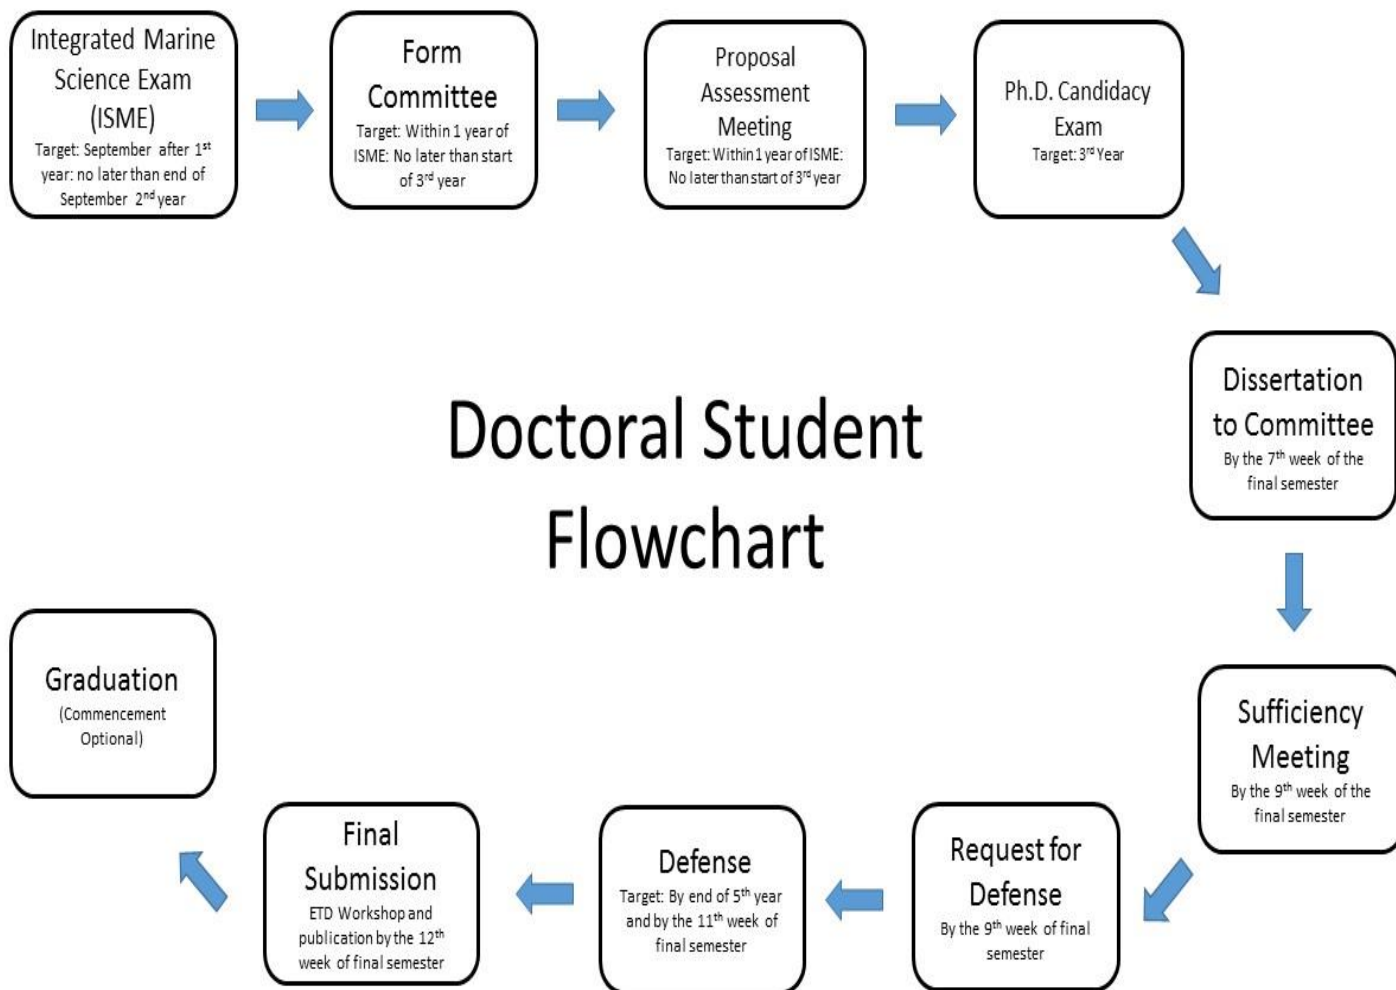 Integrated Marine
Science Exam
(ISME)
Target: September after 1st
year: no later than end of
September 2nd year
Form
Committee
Target: Within 1 year of
ISME: No later than start
of 3rd year
Proposal
Assessment
Meeting
Target: Within 1 year of ISME:
No later than start of 3rd year
Ph.D. Candidacy
Exam
Target: 3rd Year
Dissertation
to Committee
By the 7th week of the
final semester
Doctoral Student
Flowchart
Sufficiency
Meeting
By the 9th week of the
final semester
Request for
Defense
By the 9th week of final
semester
Defense
Target: By end of 5th year
and by the 11th week of
final semester
Final
Submission
ETD Workshop and
publication by the 12th
week of final semester
Graduation
(Commencement
Optional)